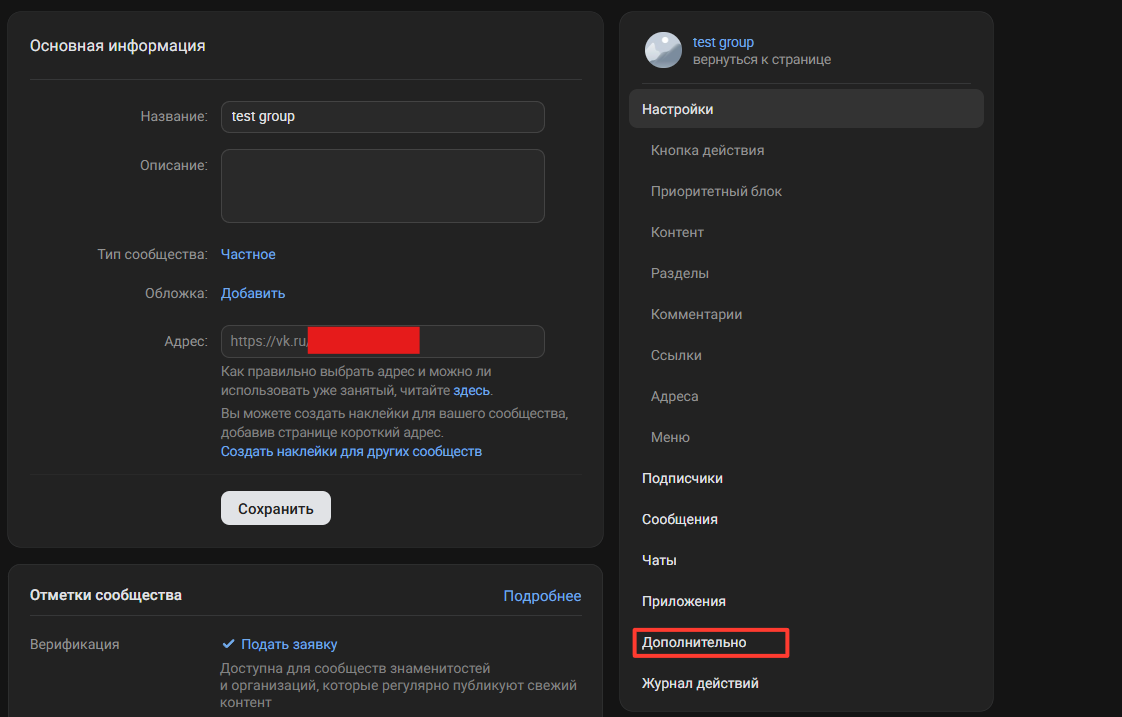 Основная информация
Название:
test group
Описание:
Тип сообщества:
Частное
Обложка:
Добавить
Адрес:
https://vk.ru/
Как правильно выбрать адрес и можно ли
использовать уже занятый, читайте здесь.
Вы можете создать наклейки для вашего сообщества,
добавив странице короткий адрес.
Создать наклейки для других сообществ
Сохранить
Отметки сообщества
Подробнее
Верификация
Подать заявку
Доступна для сообществ знаменитостей
и организаций, которые регулярно публикуют свежий
контент
test group
вернуться к странице
Настройки
Кнопка действия
Приоритетный блок
Контент
Разделы
Комментарии
Ссылки
Адреса
Меню
Подписчики
Сообщения
Чаты
Приложения
Дополнительно
Журнал действий